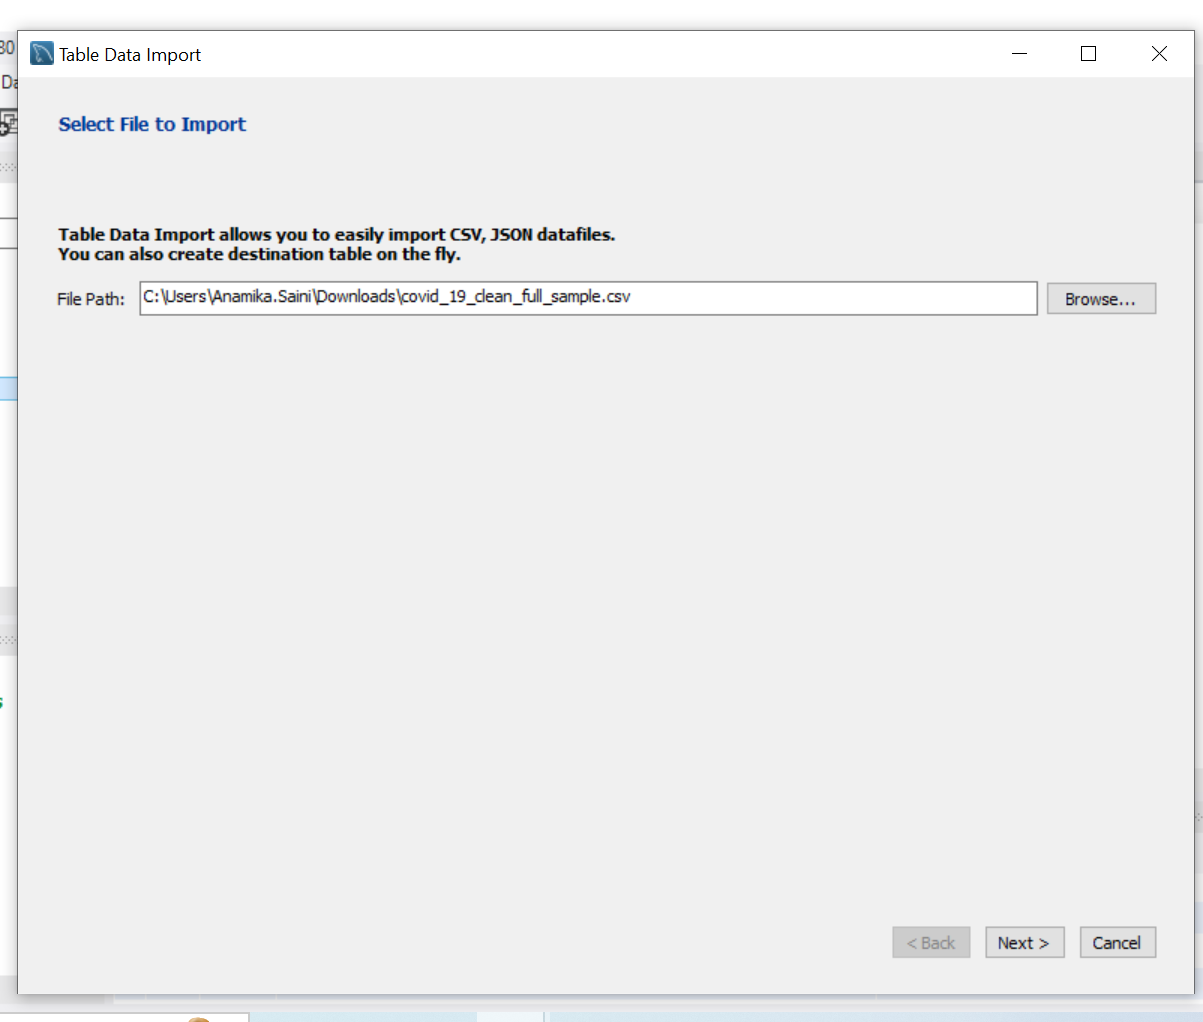 30
Table Data Import
Da
Select File to Import
Table Data Import allows you to easily import CSV, JSON datafiles.
You can also create destination table on the fly.
File Path: C:\Users\Anamika.Saini\Downloads\covid_19_clean_full_sample.csv Browse...
< Back Next > Cancel